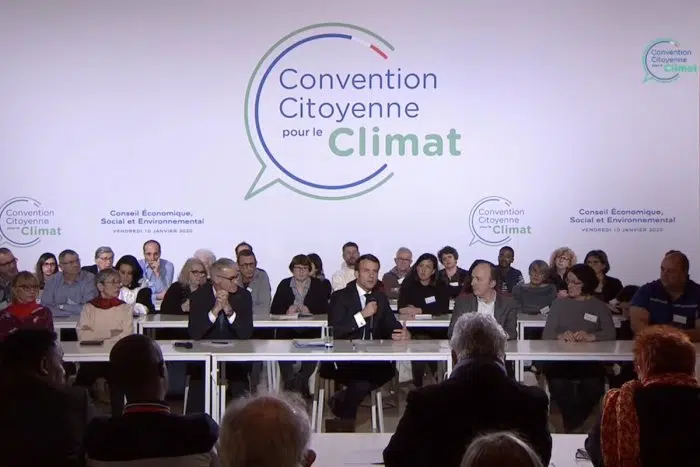 Convention
Citoyenne
pour le Climat
Convention
Citoyenne
pour le Climat
Convention
Citoyenne
pour le Climat
Conseil Économique,
Social et Environnemental
VENDREDI 10 JANVIER 2020
Convention
Citoyenne
pour le Climat
Conseil Économique,
Social et Environnemental
VENDREDI 10 JANVIER 2020